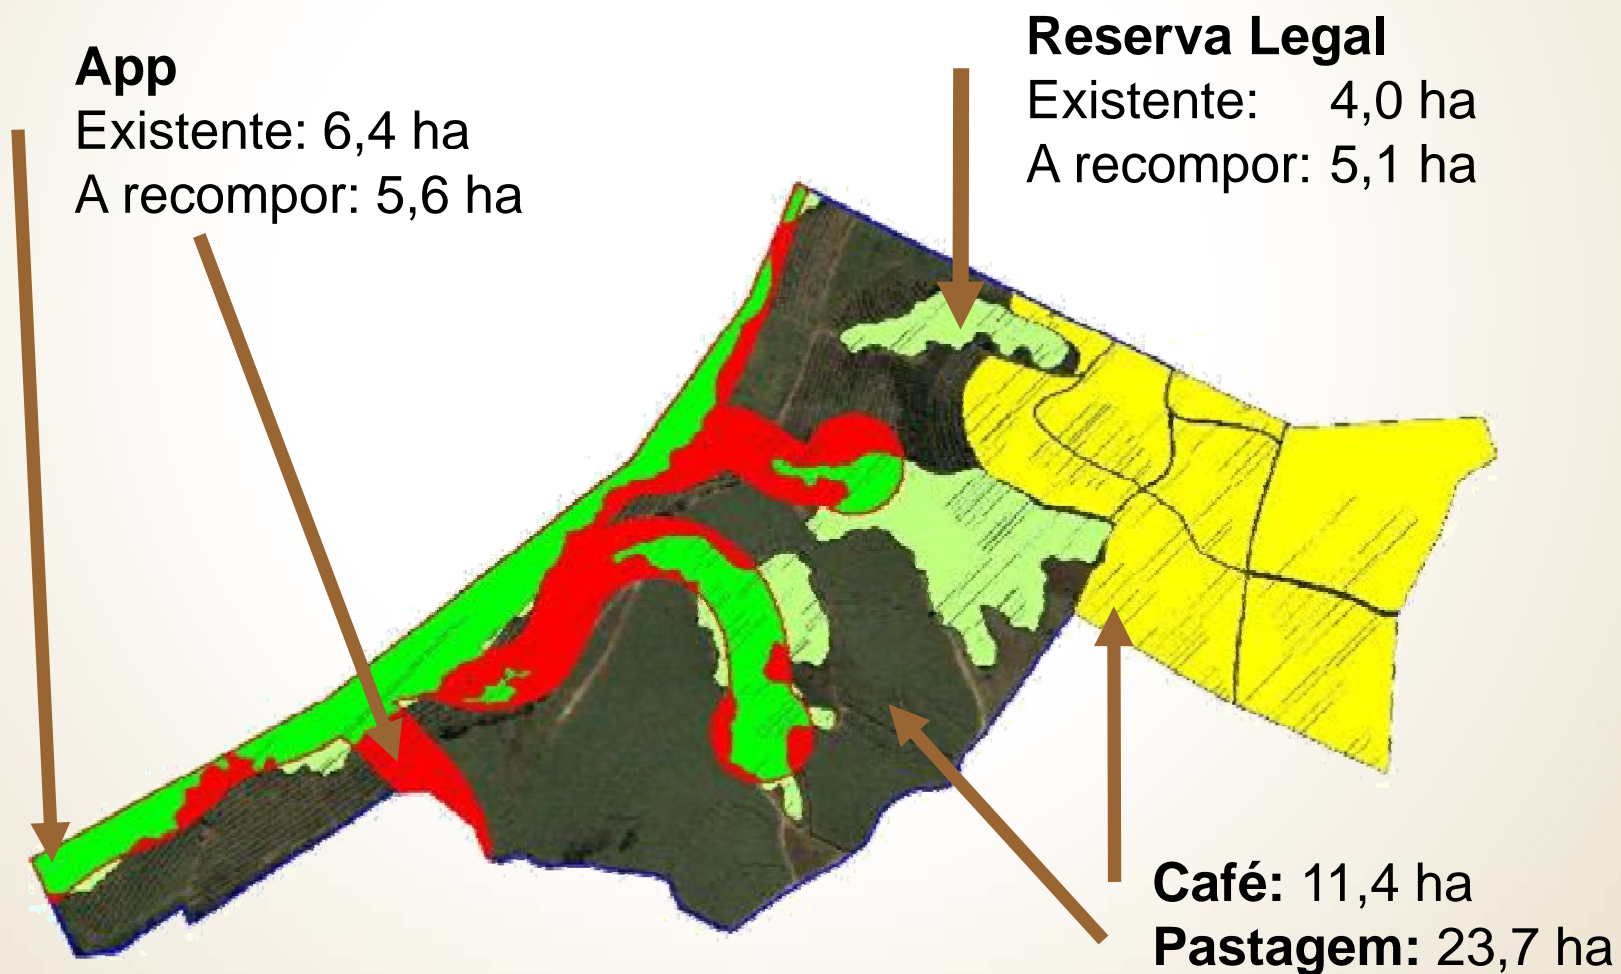 App
Existente: 6,4 ha
A recompor: 5,6 ha
Reserva Legal
Existente: 4,0 ha
A recompor: 5,1 ha
Café: 11,4 ha
Pastagem: 23,7 ha